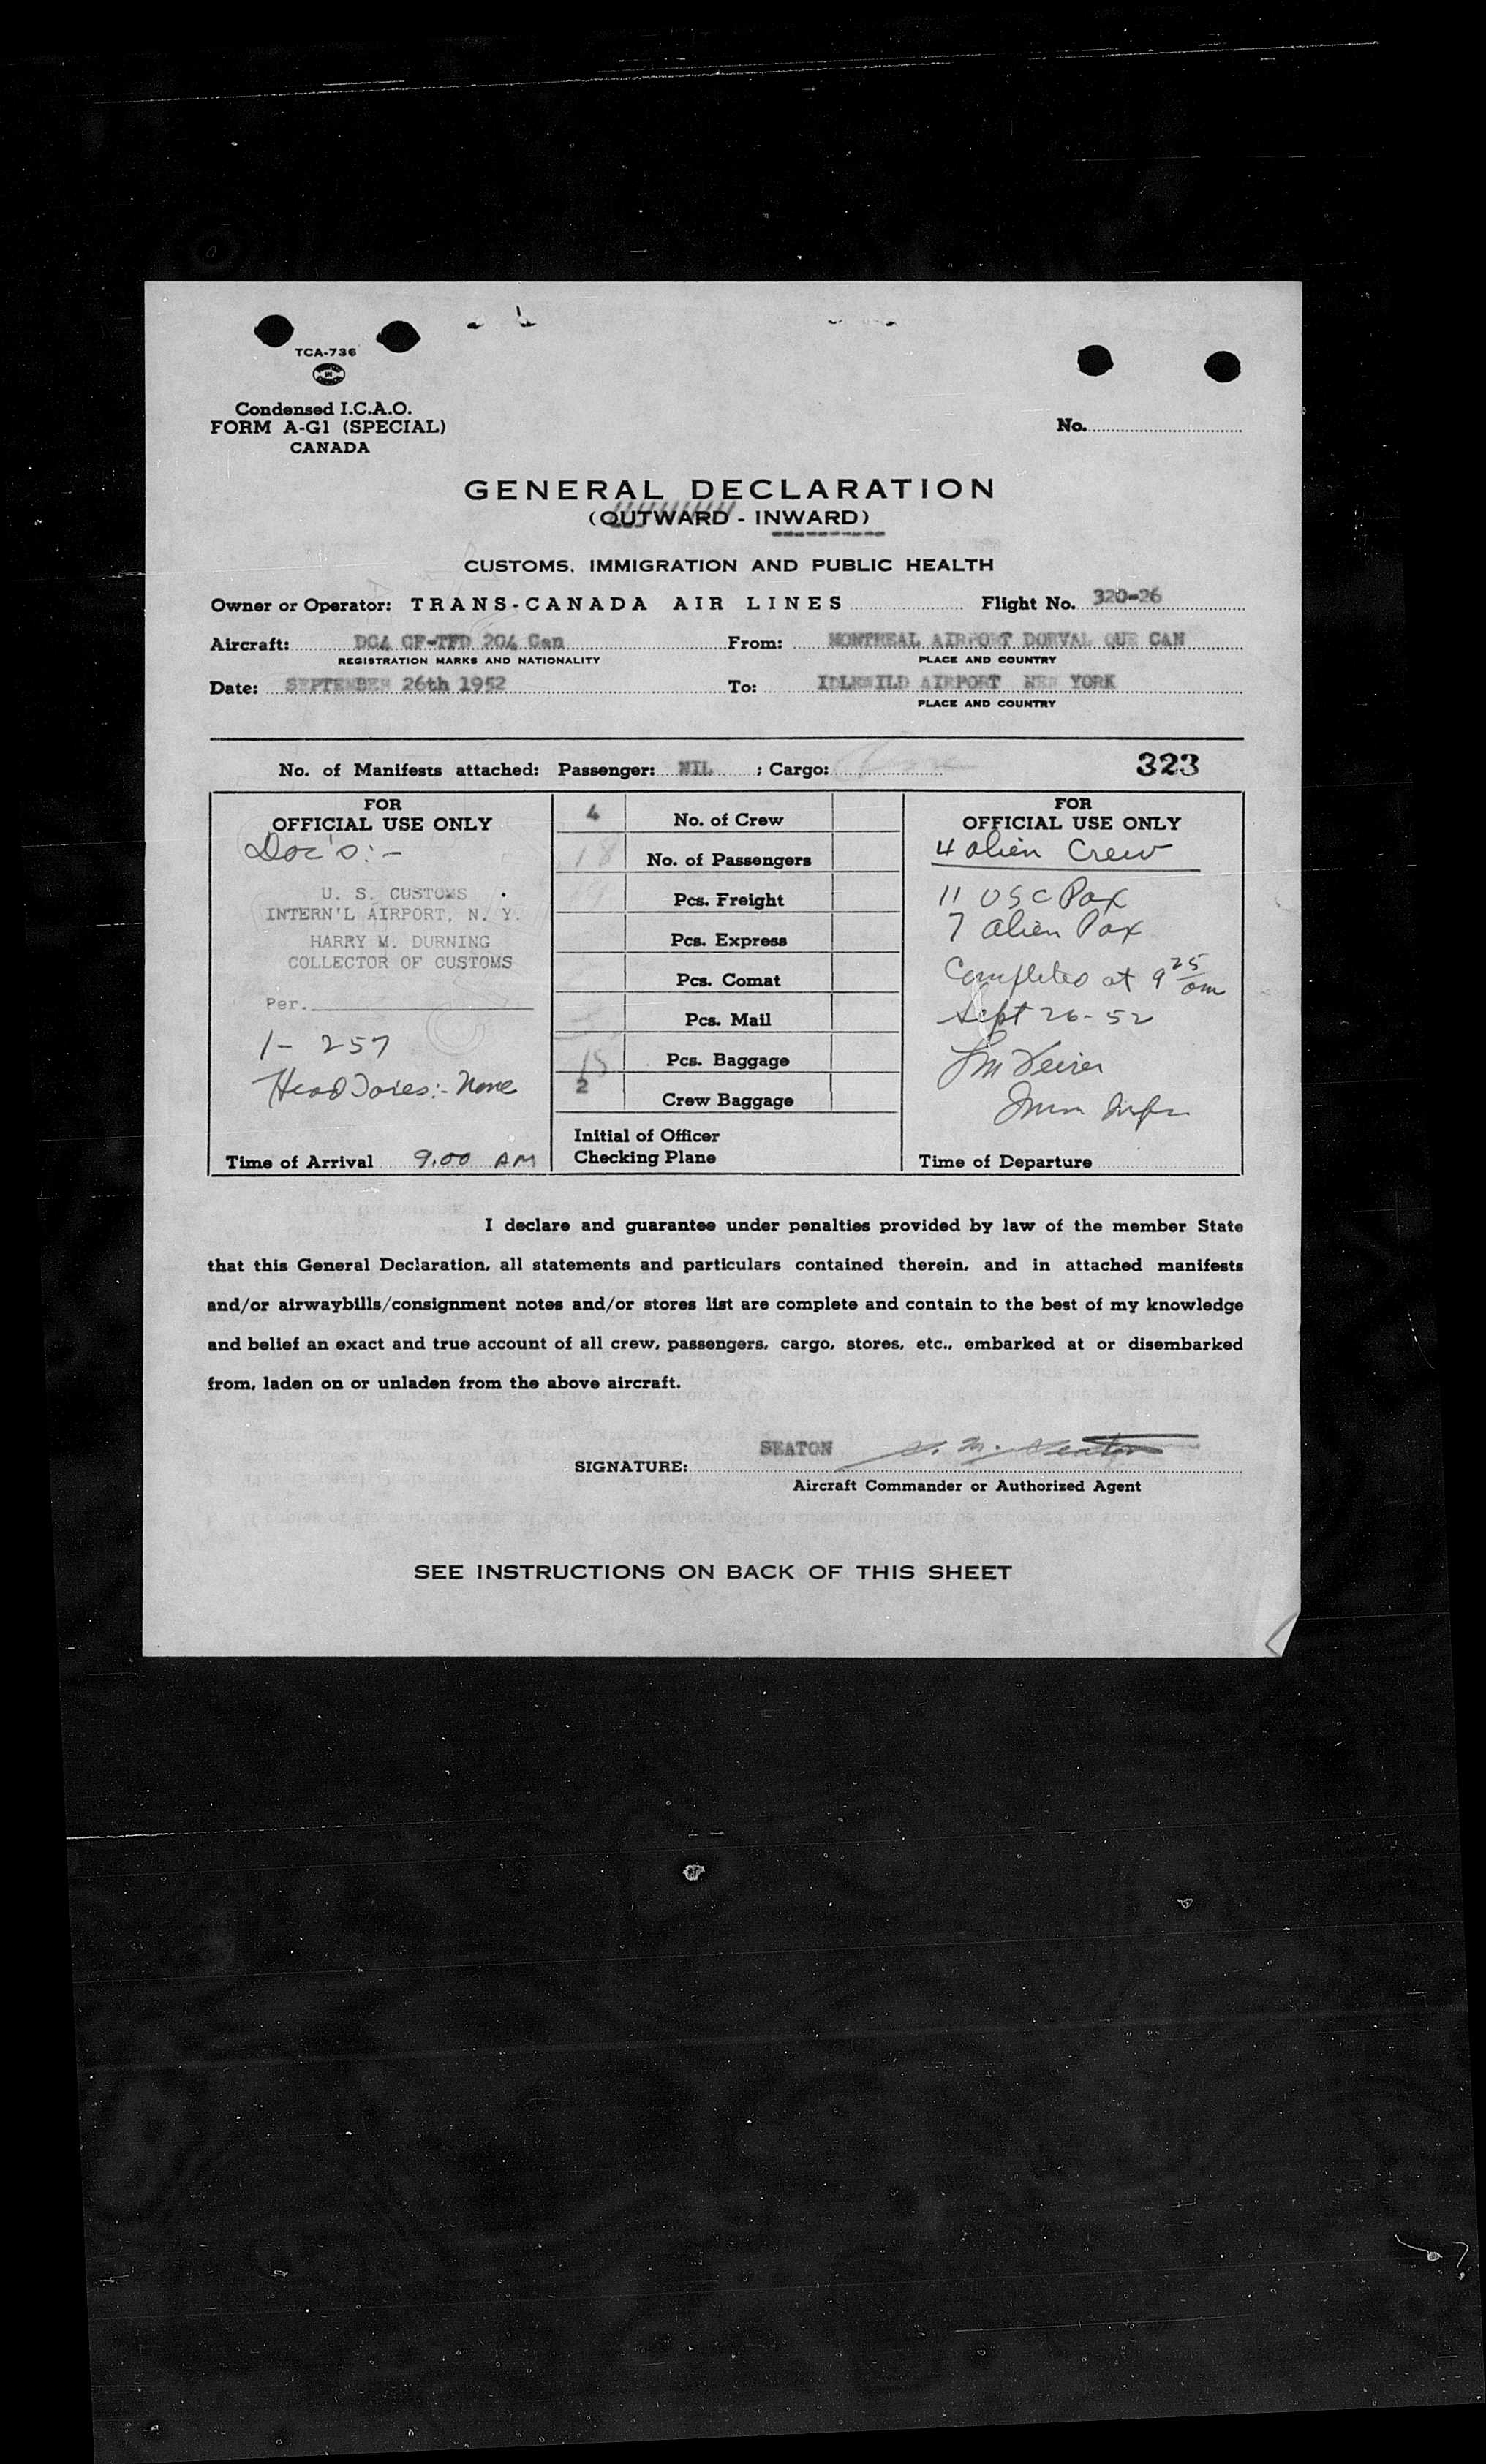 TCA-736
Condensed I.C.A.O.
FORM A-G1 (SPECIAL)
CANADA
No.
GENERAL DECLARATION
(OUTWARD - INWARD)
CUSTOMS, IMMIGRATION AND PUBLIC HEALTH
Owner or Operator: TRANS-CANADA AIR LINES Flight No. 320-26
Aircraft: DC4 CF-TFD 204 Can From: MONTREAL AIRPORT DORVAL QUE CAN
REGISTRATION MARKS AND NATIONALITY PLACE AND COUNTRY
Date: SEPTEMBER 26th 1952 To: IDLEWILD AIRPORT NEW YORK
PLACE AND COUNTRY
No. of Manifests attached: Passenger: NIL ; Cargo: 323
FOR
OFFICIAL USE ONLY
Doc's:-
U. S. CUSTOMS
INTERN'L AIRPORT, N. Y.
HARRY M. DURNING
COLLECTOR OF CUSTOMS
Per.
1- 257
None
Time of Arrival 9.00 AM
4 No. of Crew
18 No. of Passengers
Pcs. Freight
Pcs. Express
Pcs. Comat
Pcs. Mail
15 Pcs. Baggage
2 Crew Baggage
Initial of Officer
Checking Plane
FOR
OFFICIAL USE ONLY
4 alien Crew
11 USC Pax
7 alien Pax
Completed at 9 25 am
Sept 26-52
Imm Inspr
Time of Departure
I declare and guarantee under penalties provided by law of the member State
that this General Declaration, all statements and particulars contained therein, and in attached manifests
and/or airwaybills/consignment notes and/or stores list are complete and contain to the best of my knowledge
and belief an exact and true account of all crew, passengers, cargo, stores, etc., embarked at or disembarked
from, laden on or unladen from the above aircraft.
SIGNATURE: SEATON
Aircraft Commander or Authorized Agent
SEE INSTRUCTIONS ON BACK OF THIS SHEET